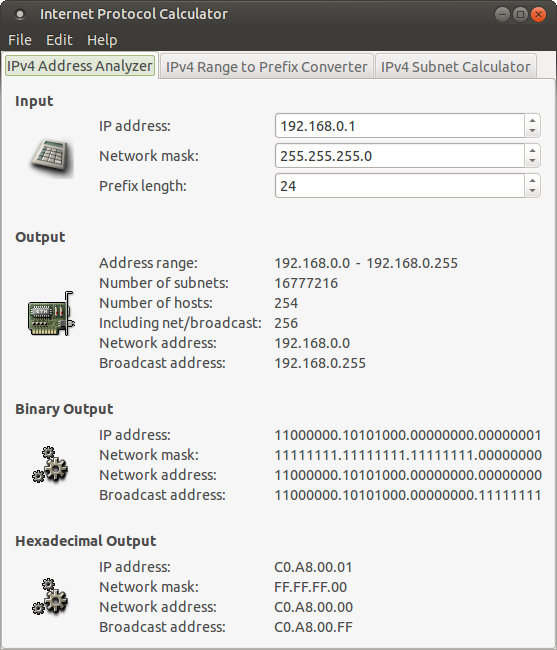 Internet Protocol Calculator
File Edit Help
IPv4 Address Analyzer IPv4 Range to Prefix Converter IPv4 Subnet Calculator
Input
IP address: 192.168.0.1
Network mask: 255.255.255.0
Prefix length: 24
Output
Address range: 192.168.0.0 - 192.168.0.255
Number of subnets: 16777216
Number of hosts: 254
Including net/broadcast: 256
Network address: 192.168.0.0
Broadcast address: 192.168.0.255
Binary Output
IP address: 11000000.10101000.00000000.00000001
Network mask: 11111111.11111111.11111111.00000000
Network address: 11000000.10101000.00000000.00000000
Broadcast address: 11000000.10101000.00000000.11111111
Hexadecimal Output
IP address: C0.A8.00.01
Network mask: FF.FF.FF.00
Network address: C0.A8.00.00
Broadcast address: C0.A8.00.FF